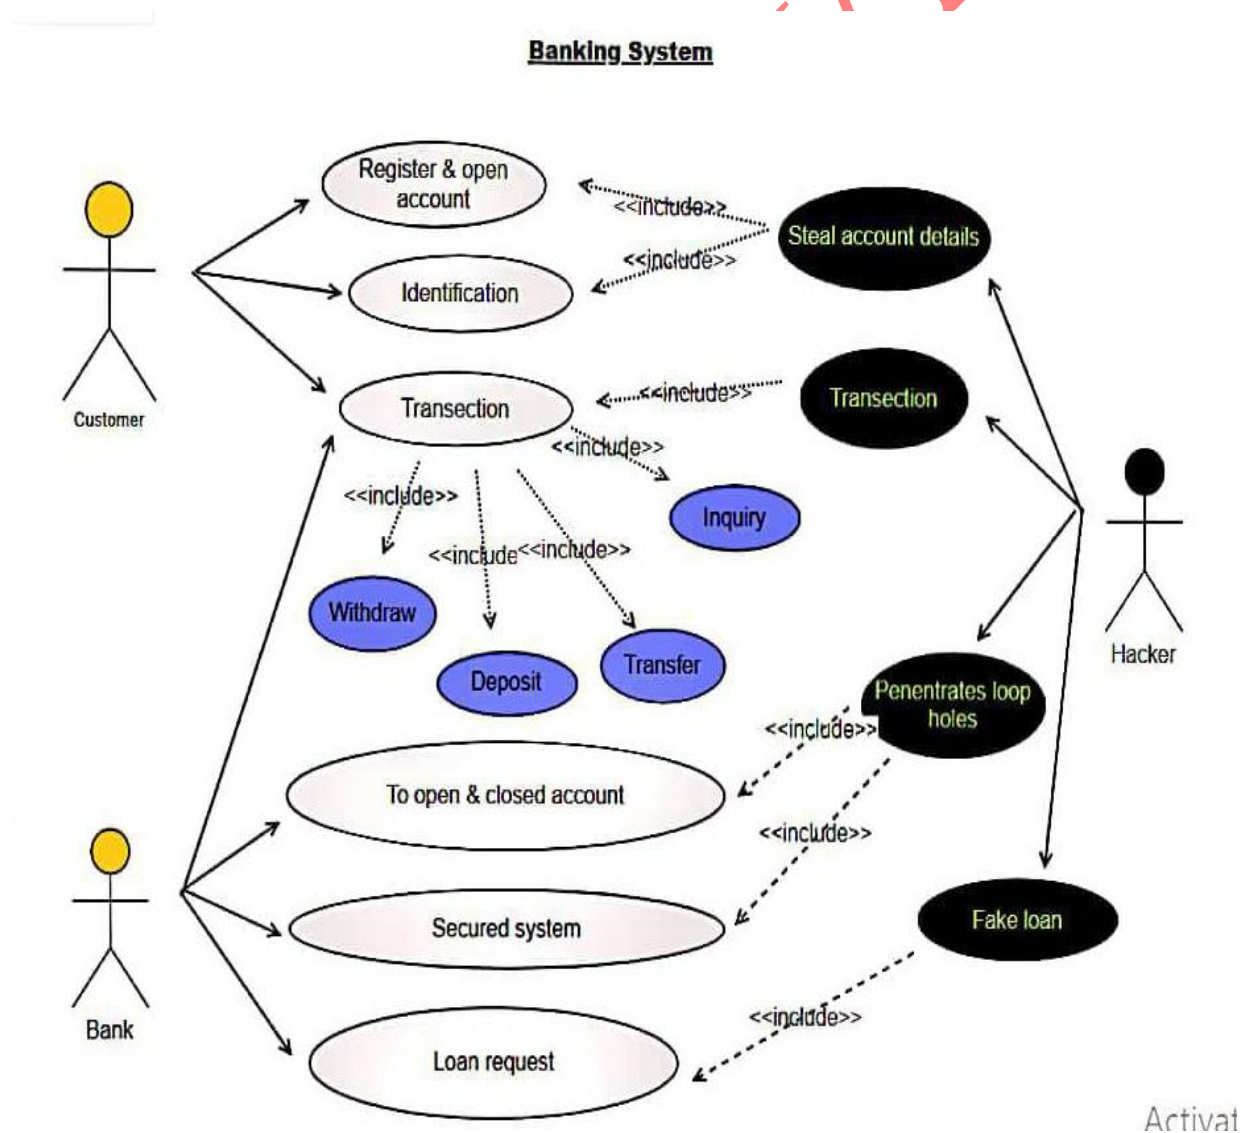 Banking System
Register & open
account
<<include>>
Steal account details
<<include>>
Identification
Customer
Transection
<<include>>
Transection
<<include>>
<<include>>
Inquiry
<<include
<<include>>
Withdraw
Deposit
Transfer
Hacker
Penentrates loop
holes
<<include>>
To open & closed account
<<include>>
Secured system
Fake loan
<<include>>
Bank
Loan request
Activat